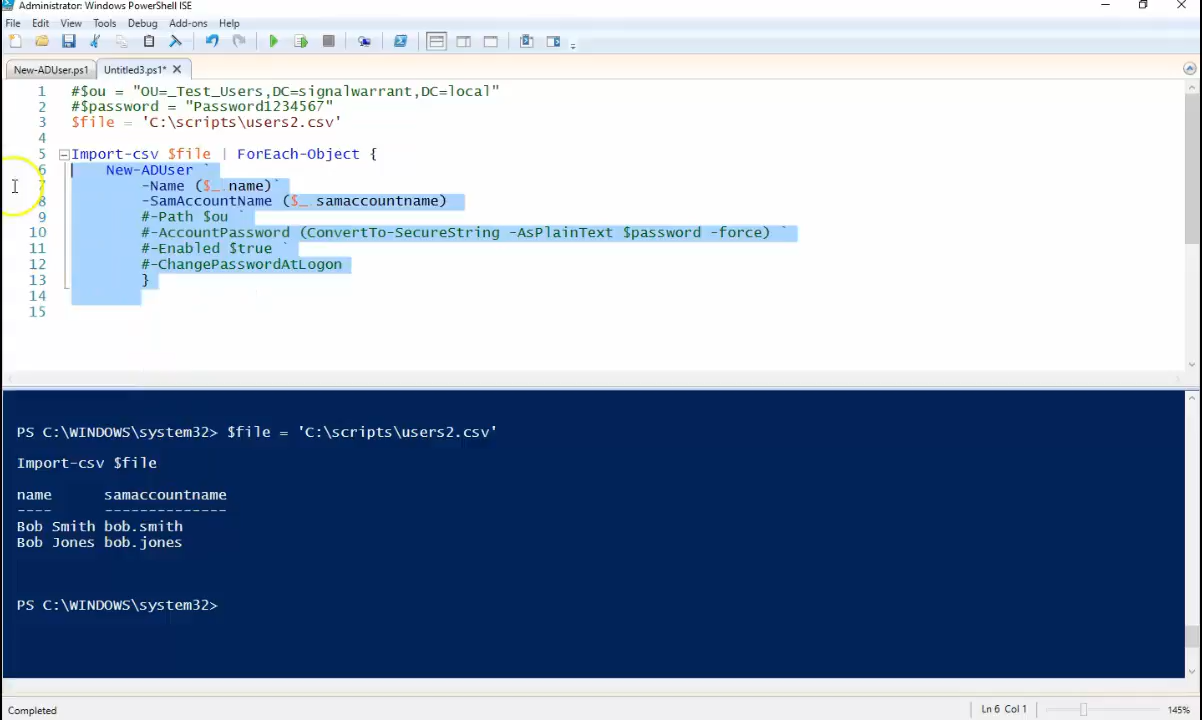 Administrator: Windows PowerShell ISE
File Edit View Tools Debug Add-ons Help
New-ADUser.ps1 Untitled3.ps1* X
1 #$ou = "OU=_Test_Users,DC=signalwarrant,DC=local"
2 #$password = "Password1234567"
3 $file = 'C:\scripts\users2.csv'
4
5 Import-csv $file | ForEach-Object {
6 New-ADUser `
7 -Name ($_.name)`
8 -SamAccountName ($_.samaccountname)
9 #-Path $ou `
10 #-AccountPassword (ConvertTo-SecureString -AsPlainText $password -force) `
11 #-Enabled $true `
12 #-ChangePasswordAtLogon
13 }
14
15
PS C:\WINDOWS\system32> $file = 'C:\scripts\users2.csv'
Import-csv $file
name samaccountname
---- --------------
Bob Smith bob.smith
Bob Jones bob.jones
PS C:\WINDOWS\system32>
Completed Ln 6 Col 1 145%